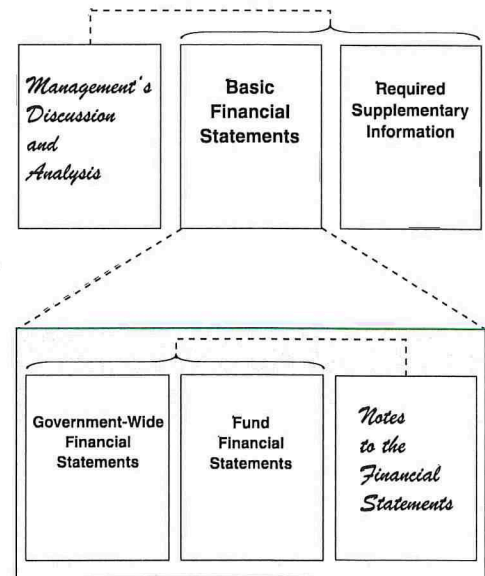 Management's
Discussion
and
Analysis
Basic
Financial
Statements
Required
Supplementary
Information
Government-Wide
Financial
Statements
Fund
Financial
Statements
Notes
to the
Financial
Statements